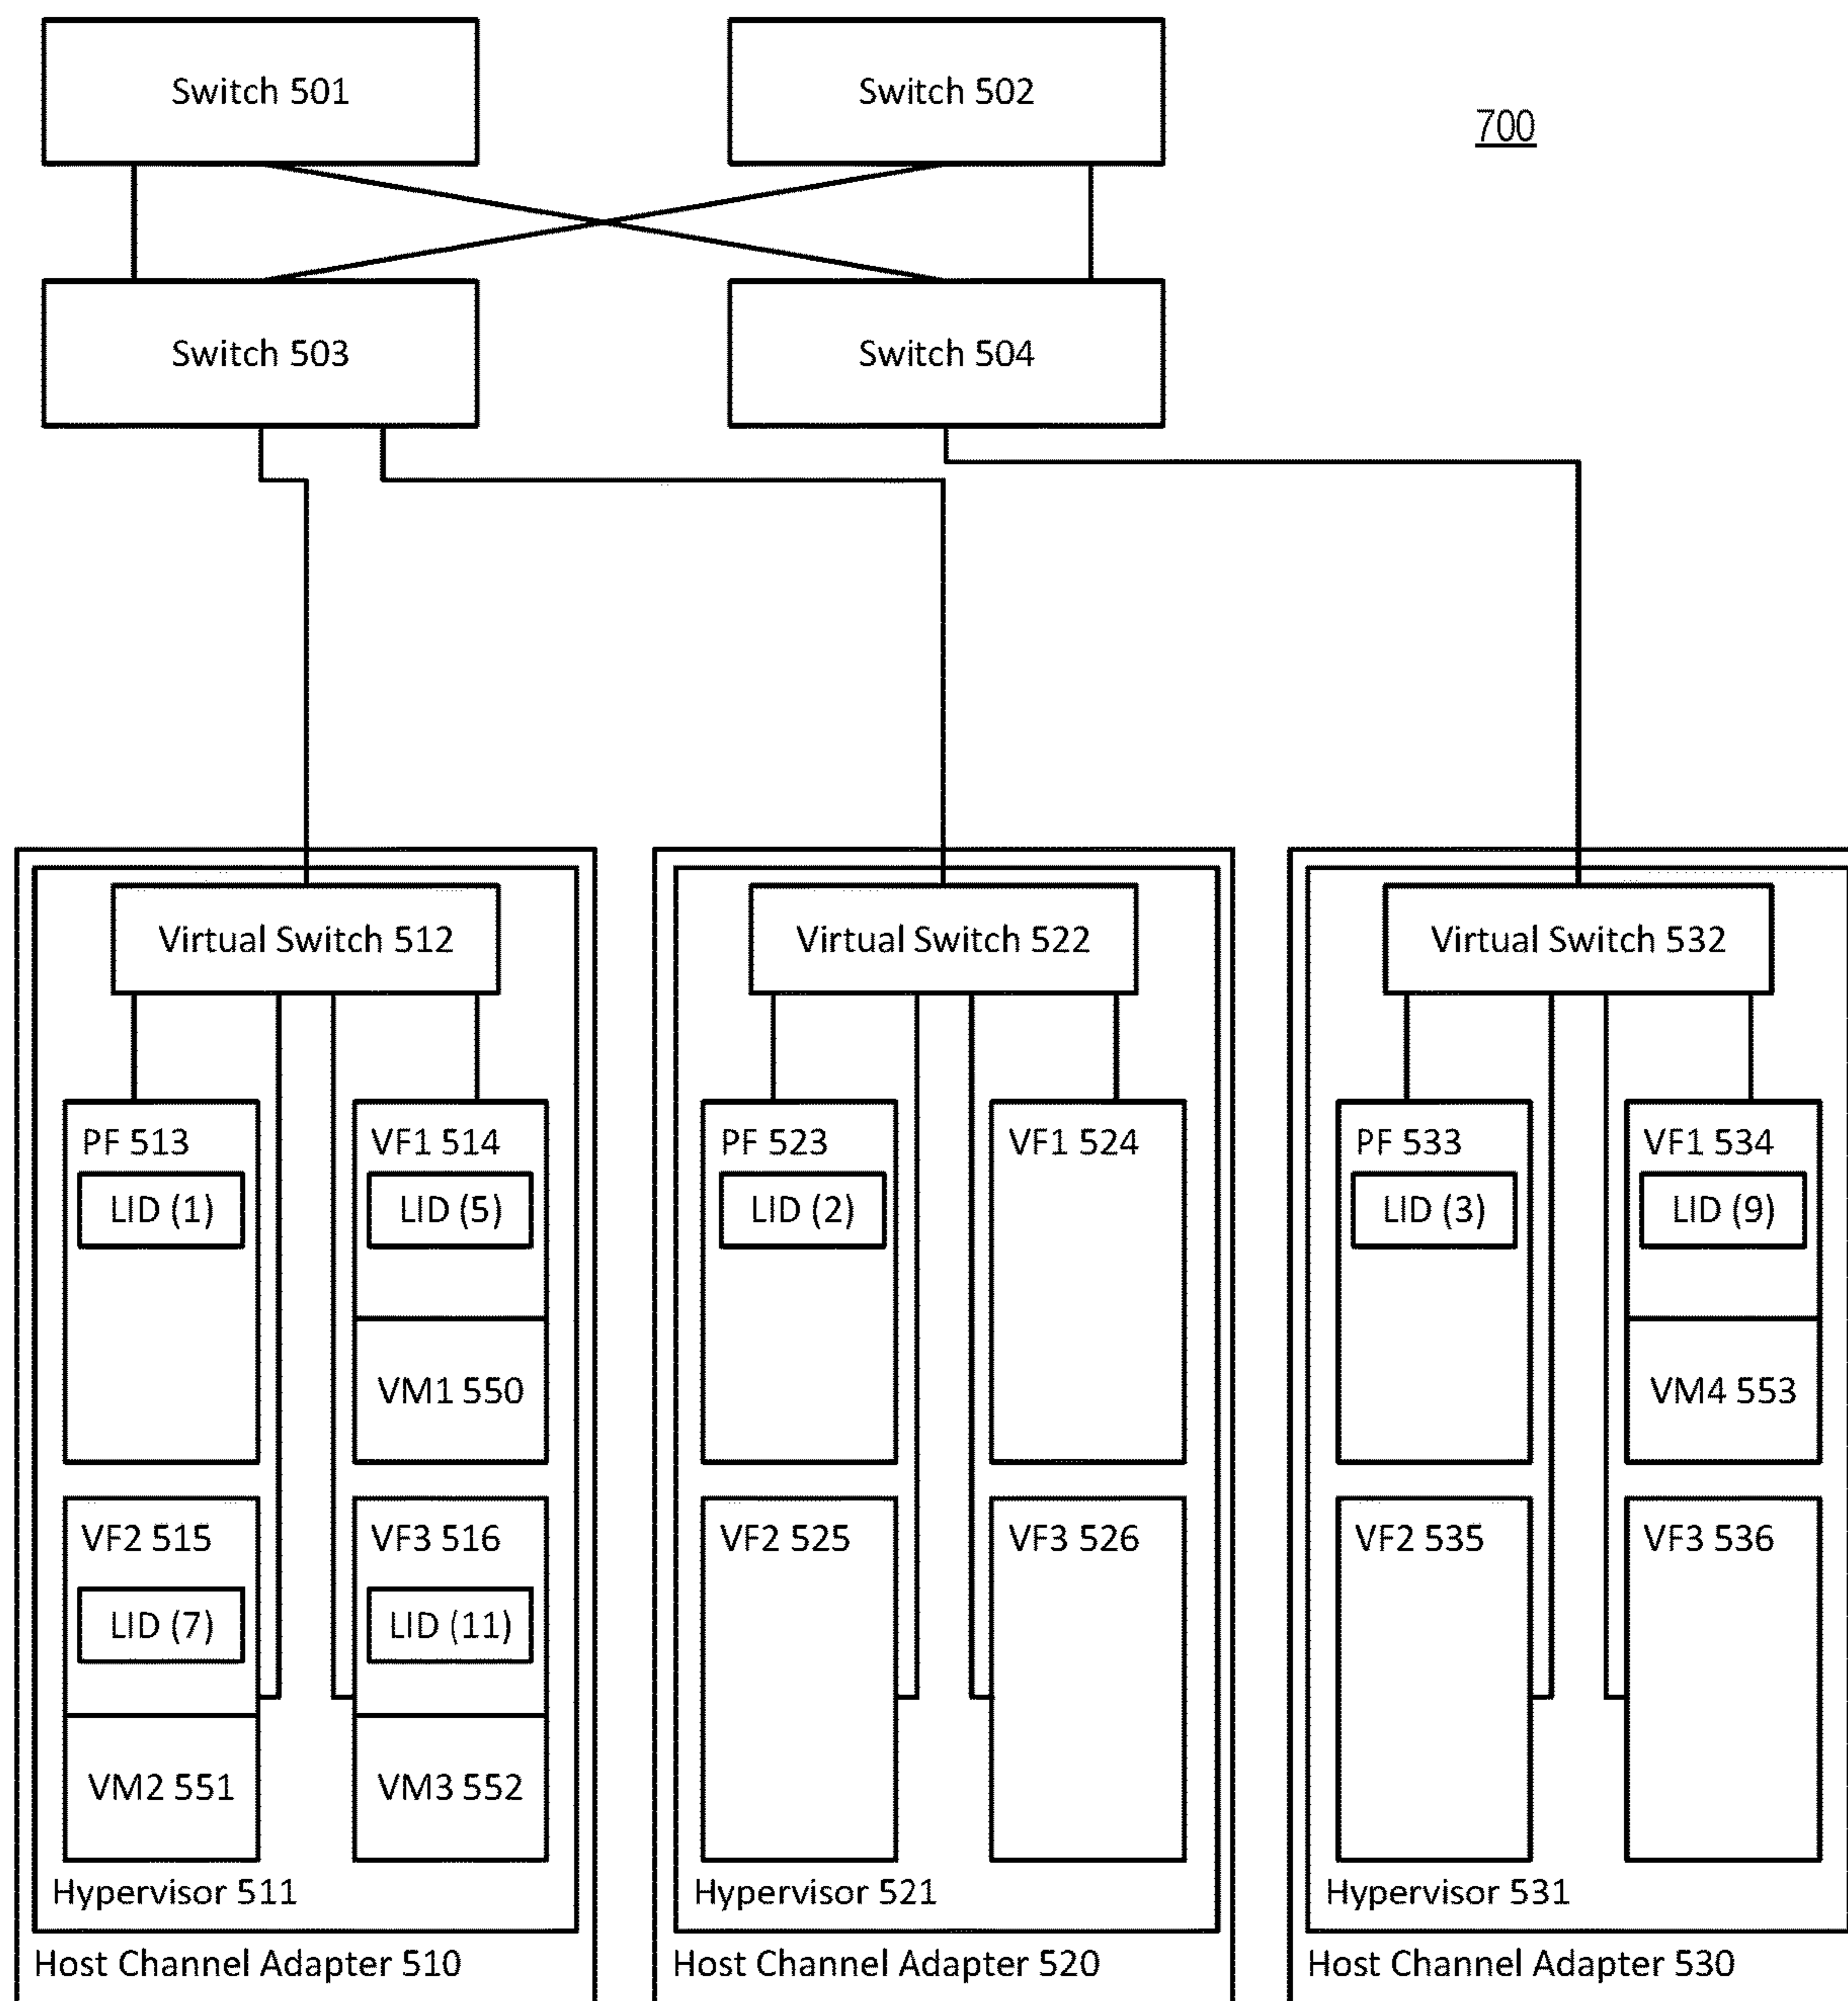 Switch 501
Switch 502
700
Switch 503
Switch 504
Virtual Switch 512
Virtual Switch 522
Virtual Switch 532
PF 513
LID (1)
VF1 514
LID (5)
VM1 550
PF 523
LID (2)
VF1 524
PF 533
LID (3)
VF1 534
LID (9)
VM4 553
VF2 515
LID (7)
VM2 551
VF3 516
LID (11)
VM3 552
VF2 525
VF3 526
VF2 535
VF3 536
Hypervisor 511
Hypervisor 521
Hypervisor 531
Host Channel Adapter 510
Host Channel Adapter 520
Host Channel Adapter 530